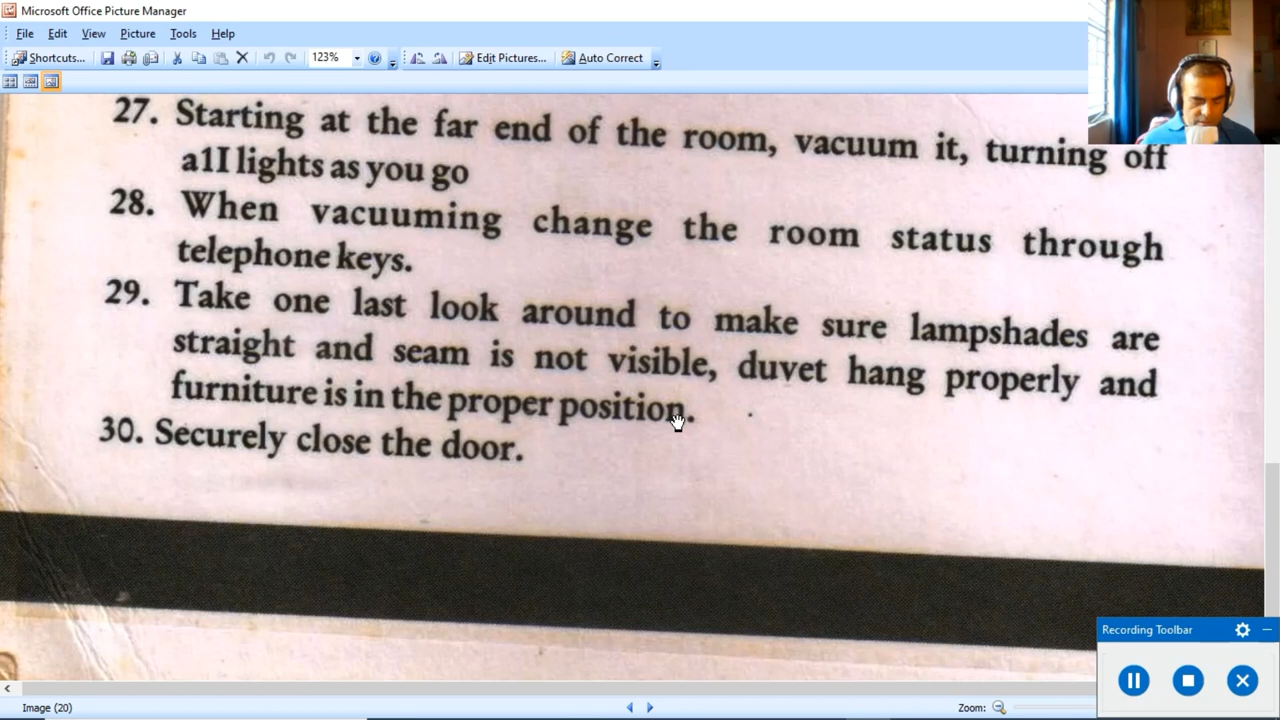 Microsoft Office Picture Manager
File Edit View Picture Tools Help
Shortcuts... 123% Edit Pictures... Auto Correct
27. Starting at the far end of the room, vacuum it, turning off
a1I lights as you go
28. When vacuuming change the room status through
telephone keys.
29. Take one last look around to make sure lampshades are
straight and seam is not visible, duvet hang properly and
furniture is in the proper position.
30. Securely close the door.
Recording Toolbar
Image (20) Zoom: